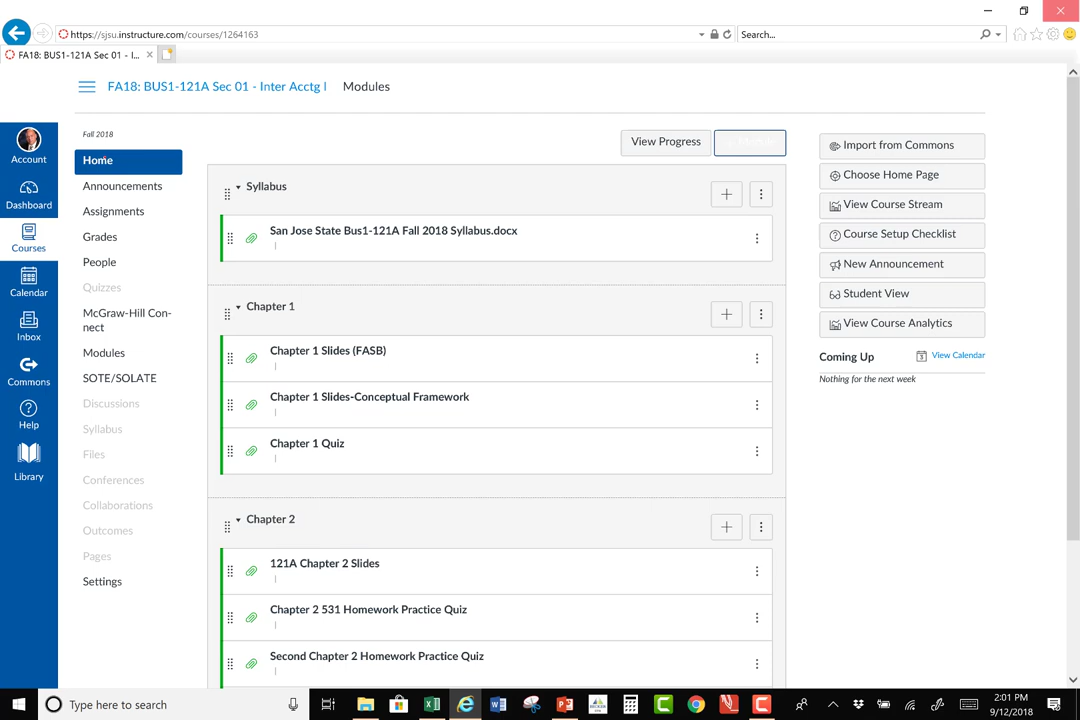 https://sjsu.instructure.com/courses/1264163
Search...
FA18: BUS1-121A Sec 01 - I...
FA18: BUS1-121A Sec 01 - Inter Acctg I
Modules
Account
Dashboard
Courses
Calendar
Inbox
Commons
Help
Library
Fall 2018
Home
Announcements
Assignments
Grades
People
Quizzes
McGraw-Hill Con-
nect
Modules
SOTE/SOLATE
Discussions
Syllabus
Files
Conferences
Collaborations
Outcomes
Pages
Settings
View Progress
Syllabus
San Jose State Bus1-121A Fall 2018 Syllabus.docx
Chapter 1
Chapter 1 Slides (FASB)
Chapter 1 Slides-Conceptual Framework
Chapter 1 Quiz
Chapter 2
121A Chapter 2 Slides
Chapter 2 531 Homework Practice Quiz
Second Chapter 2 Homework Practice Quiz
Import from Commons
Choose Home Page
View Course Stream
Course Setup Checklist
New Announcement
Student View
View Course Analytics
Coming Up
View Calendar
Nothing for the next week
Type here to search
2:01 PM
9/12/2018